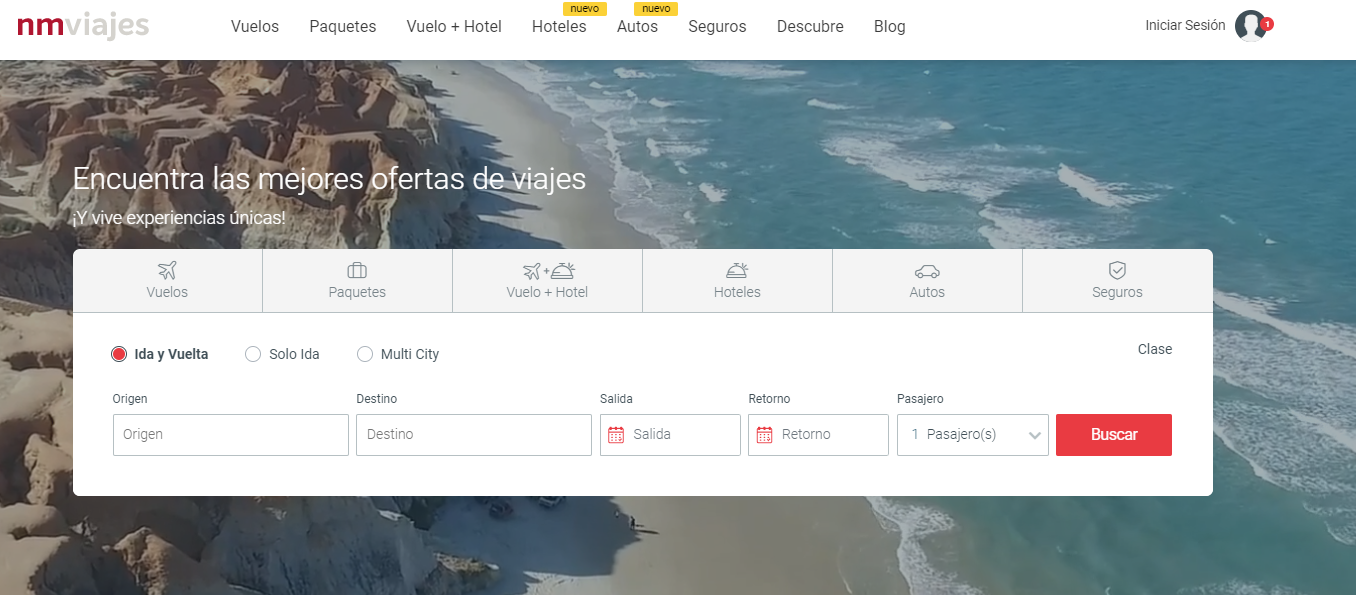 nuevo nuevo
nmviajes Vuelos Paquetes Vuelo + Hotel Hoteles Autos Seguros Descubre Blog Iniciar Sesión 1
Encuentra las mejores ofertas de viajes
¡Y vive experiencias únicas!
+
Vuelos Paquetes Vuelo + Hotel Hoteles Autos Seguros
Ida y Vuelta Solo Ida Multi City Clase
Origen Destino Salida Retorno Pasajero
Origen Destino Salida Retorno 1 Pasajero(s) Buscar